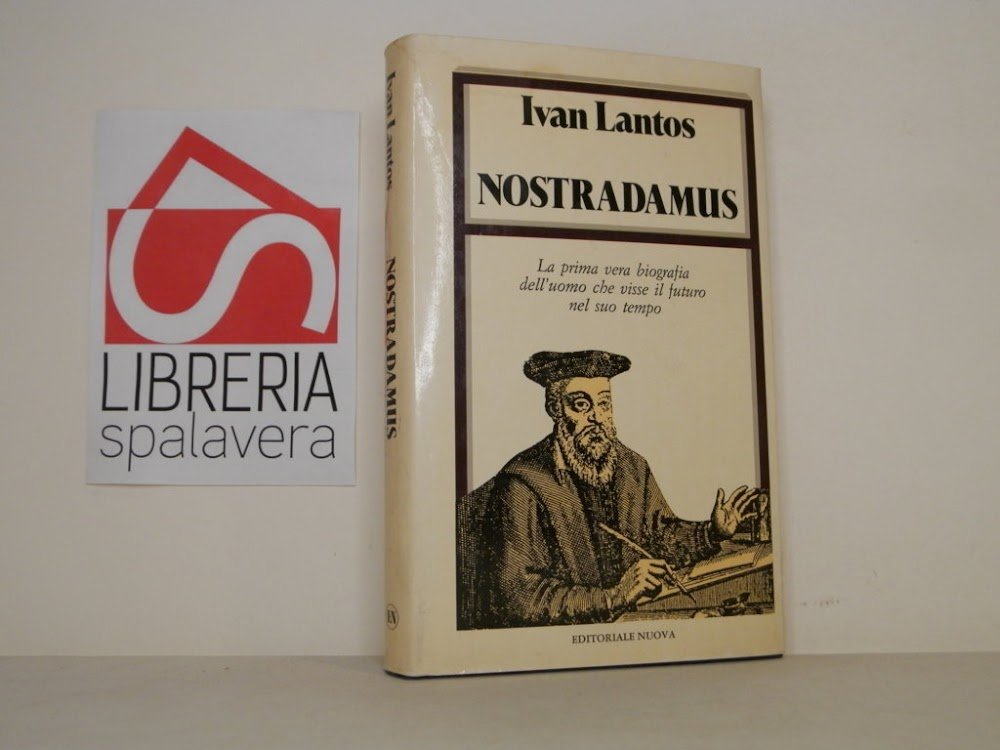 LIBRERIA
spalavera
Ivan Lantos
NOSTRADAMUS
EN
Ivan Lantos
NOSTRADAMUS
La prima vera biografia
dell'uomo che visse il futuro
nel suo tempo
EDITORIALE NUOVA